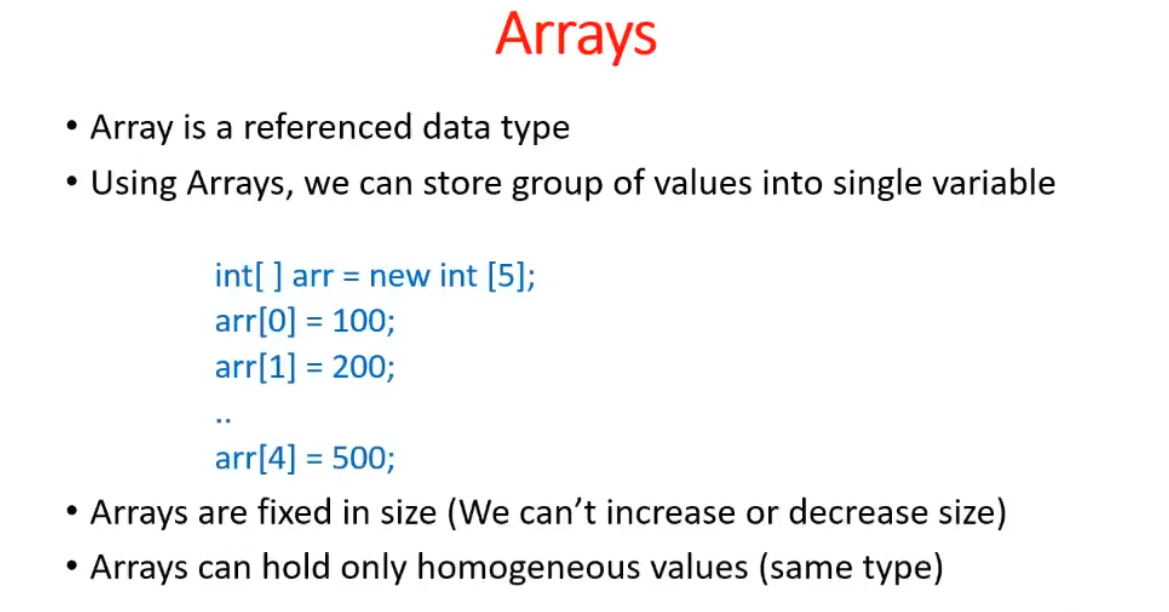 Arrays
• Array is a referenced data type
• Using Arrays, we can store group of values into single variable
int[ ] arr = new int [5];
arr[0] = 100;
arr[1] = 200;
..
arr[4] = 500;
• Arrays are fixed in size (We can’t increase or decrease size)
• Arrays can hold only homogeneous values (same type)